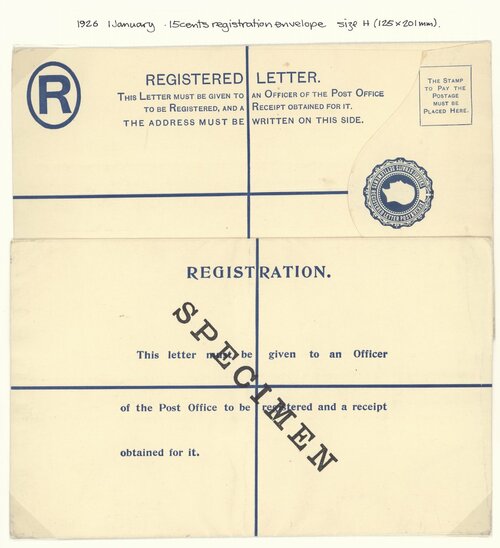 1926 1 January . 15cents registration envelope size H (125 × 201 mm).
R
REGISTERED LETTER.
THIS LETTER MUST BE GIVEN TO AN OFFICER OF THE POST OFFICE
TO BE REGISTERED, AND A RECEIPT OBTAINED FOR IT.
THE ADDRESS MUST BE WRITTEN ON THIS SIDE.
THE STAMP
TO PAY THE
POSTAGE
MUST BE
PLACED HERE.
REGISTRATION.
SPECIMEN
This letter must be given to an Officer
of the Post Office to be registered and a receipt
obtained for it.